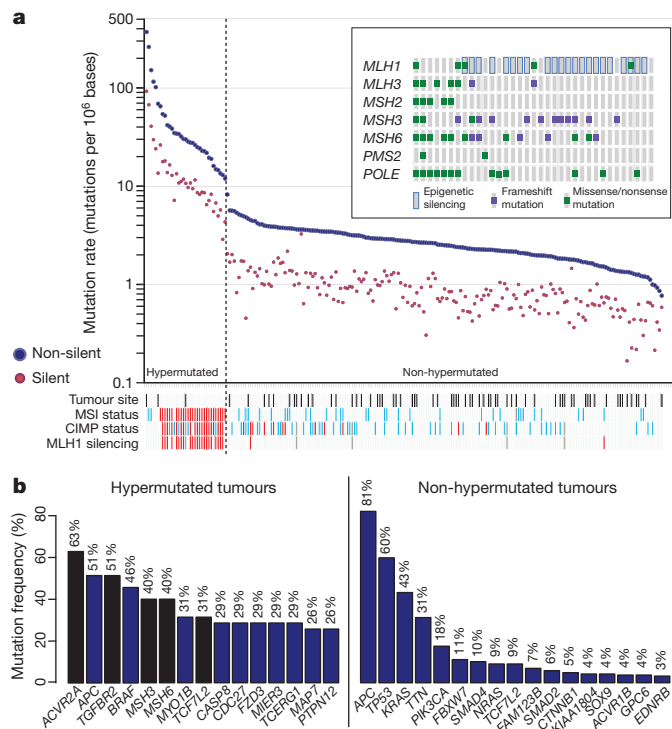 a
Mutation rate (mutations per 10⁶ bases)
500
100
10
1
0.1
MLH1
MLH3
MSH2
MSH3
MSH6
PMS2
POLE
Epigenetic silencing
Frameshift mutation
Missense/nonsense mutation
Non-silent
Silent
Hypermutated
Non-hypermutated
Tumour site
MSI status
CIMP status
MLH1 silencing
b
Hypermutated tumours
Non-hypermutated tumours
Mutation frequency (%)
80
60
40
20
0
63%
51%
51%
46%
40%
40%
31%
31%
29%
29%
29%
29%
29%
26%
26%
ACVR2A
APC
TGFBR2
BRAF
MSH3
MSH6
MYO1B
TCF7L2
CASP8
CDC27
FZD3
MIER3
TCERG1
MAP7
PTPN12
81%
60%
43%
31%
18%
11%
10%
9%
9%
7%
6%
5%
4%
4%
4%
4%
3%
APC
TP53
KRAS
TTN
PIK3CA
FBXW7
SMAD4
NRAS
TCF7L2
FAM123B
SMAD2
CTNNB1
KIAA1804
SOX9
ACVR1B
GPC6
EDNRB